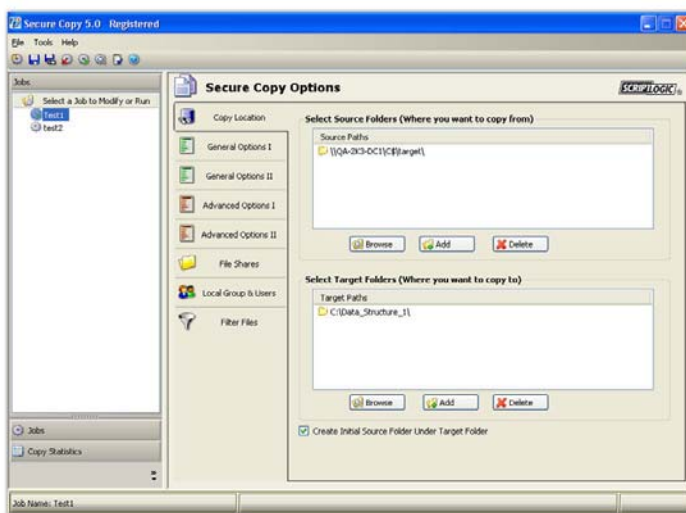 Secure Copy 5.0 Registered
File Tools Help
Jobs
Select a Job to Modify or Run
Test1
test2
Jobs
Copy Statistics
Secure Copy Options
SCRIPTLOGIC
Copy Location
General Options I
General Options II
Advanced Options I
Advanced Options II
File Shares
Local Group & Users
Filter Files
Select Source Folders (Where you want to copy from)
Source Paths
\\QA-2K3-DC1\C$\target\
Browse Add Delete
Select Target Folders (Where you want to copy to)
Target Paths
C:\Data_Structure_1\
Browse Add Delete
Create Initial Source Folder Under Target Folder
Job Name: Test1